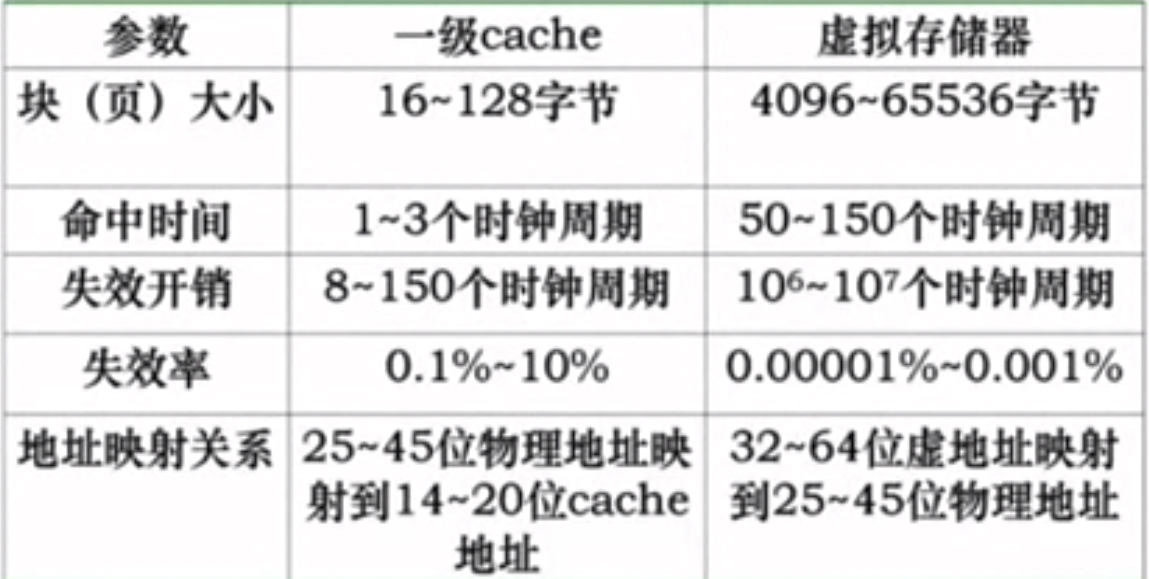 参数 一级cache 虚拟存储器
块（页）大小 16~128字节 4096~65536字节
命中时间 1~3个时钟周期 50~150个时钟周期
失效开销 8~150个时钟周期 10⁶~10⁷个时钟周期
失效率 0.1%~10% 0.00001%~0.001%
地址映射关系 25~45位物理地址映 32~64位虚地址映射
射到14~20位cache 到25~45位物理地址
地址